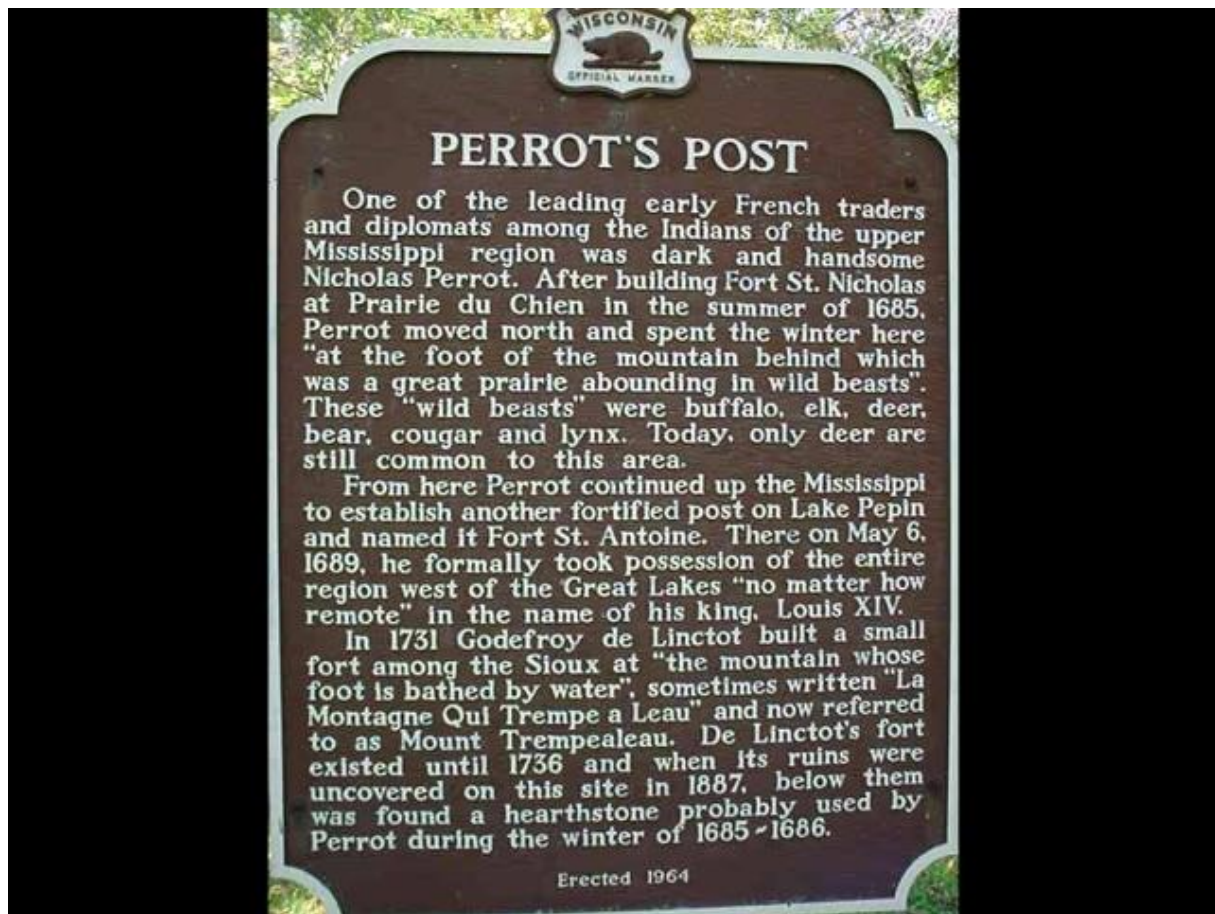 WISCONSIN
OFFICIAL MARKER
PERROT'S POST
One of the leading early French traders
and diplomats among the Indians of the upper
Mississippi region was dark and handsome
Nicholas Perrot. After building Fort St. Nicholas
at Prairie du Chien in the summer of 1685,
Perrot moved north and spent the winter here
"at the foot of the mountain behind which
was a great prairie abounding in wild beasts".
These "wild beasts" were buffalo, elk, deer,
bear, cougar and lynx. Today, only deer are
still common to this area.
From here Perrot continued up the Mississippi
to establish another fortified post on Lake Pepin
and named it Fort St. Antoine. There on May 6,
1689, he formally took possession of the entire
region west of the Great Lakes "no matter how
remote" in the name of his king, Louis XIV.
In 1731 Godefroy de Linctot built a small
fort among the Sioux at "the mountain whose
foot is bathed by water", sometimes written "La
Montagne Qui Trempe a Leau" and now referred
to as Mount Trempealeau. De Linctot's fort
existed until 1736 and when its ruins were
uncovered on this site in 1887, below them
was found a hearthstone probably used by
Perrot during the winter of 1685~1686.
Erected 1964